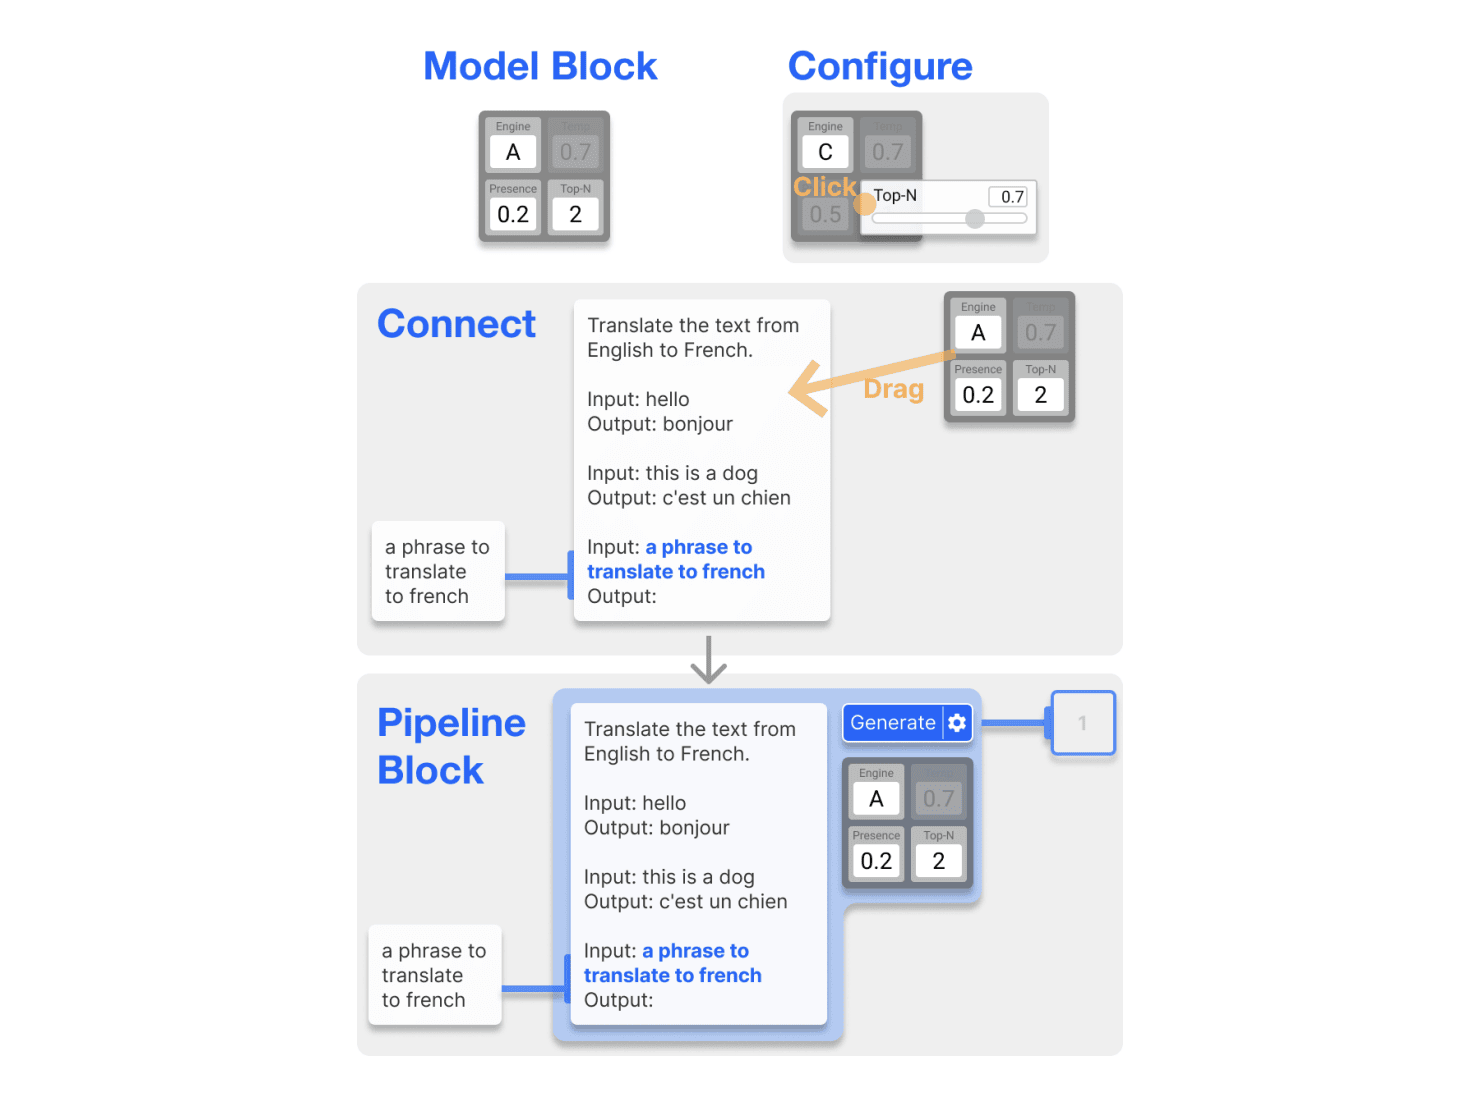 Model Block
Engine
Temp
A
0.7
Presence
Top-N
0.2
2
Configure
Engine
Temp
C
0.7
Click
Top-N
0.7
0.5
Connect
Translate the text from
English to French.
Input: hello
Output: bonjour
Input: this is a dog
Output: c'est un chien
Input: a phrase to
translate to french
Output:
a phrase to
translate
to french
Drag
Engine
Temp
A
0.7
Presence
Top-N
0.2
2
Pipeline
Block
Translate the text from
English to French.
Input: hello
Output: bonjour
Input: this is a dog
Output: c'est un chien
Input: a phrase to
translate to french
Output:
a phrase to
translate
to french
Generate
1
Engine
A
0.7
Presence
Top-N
0.2
2